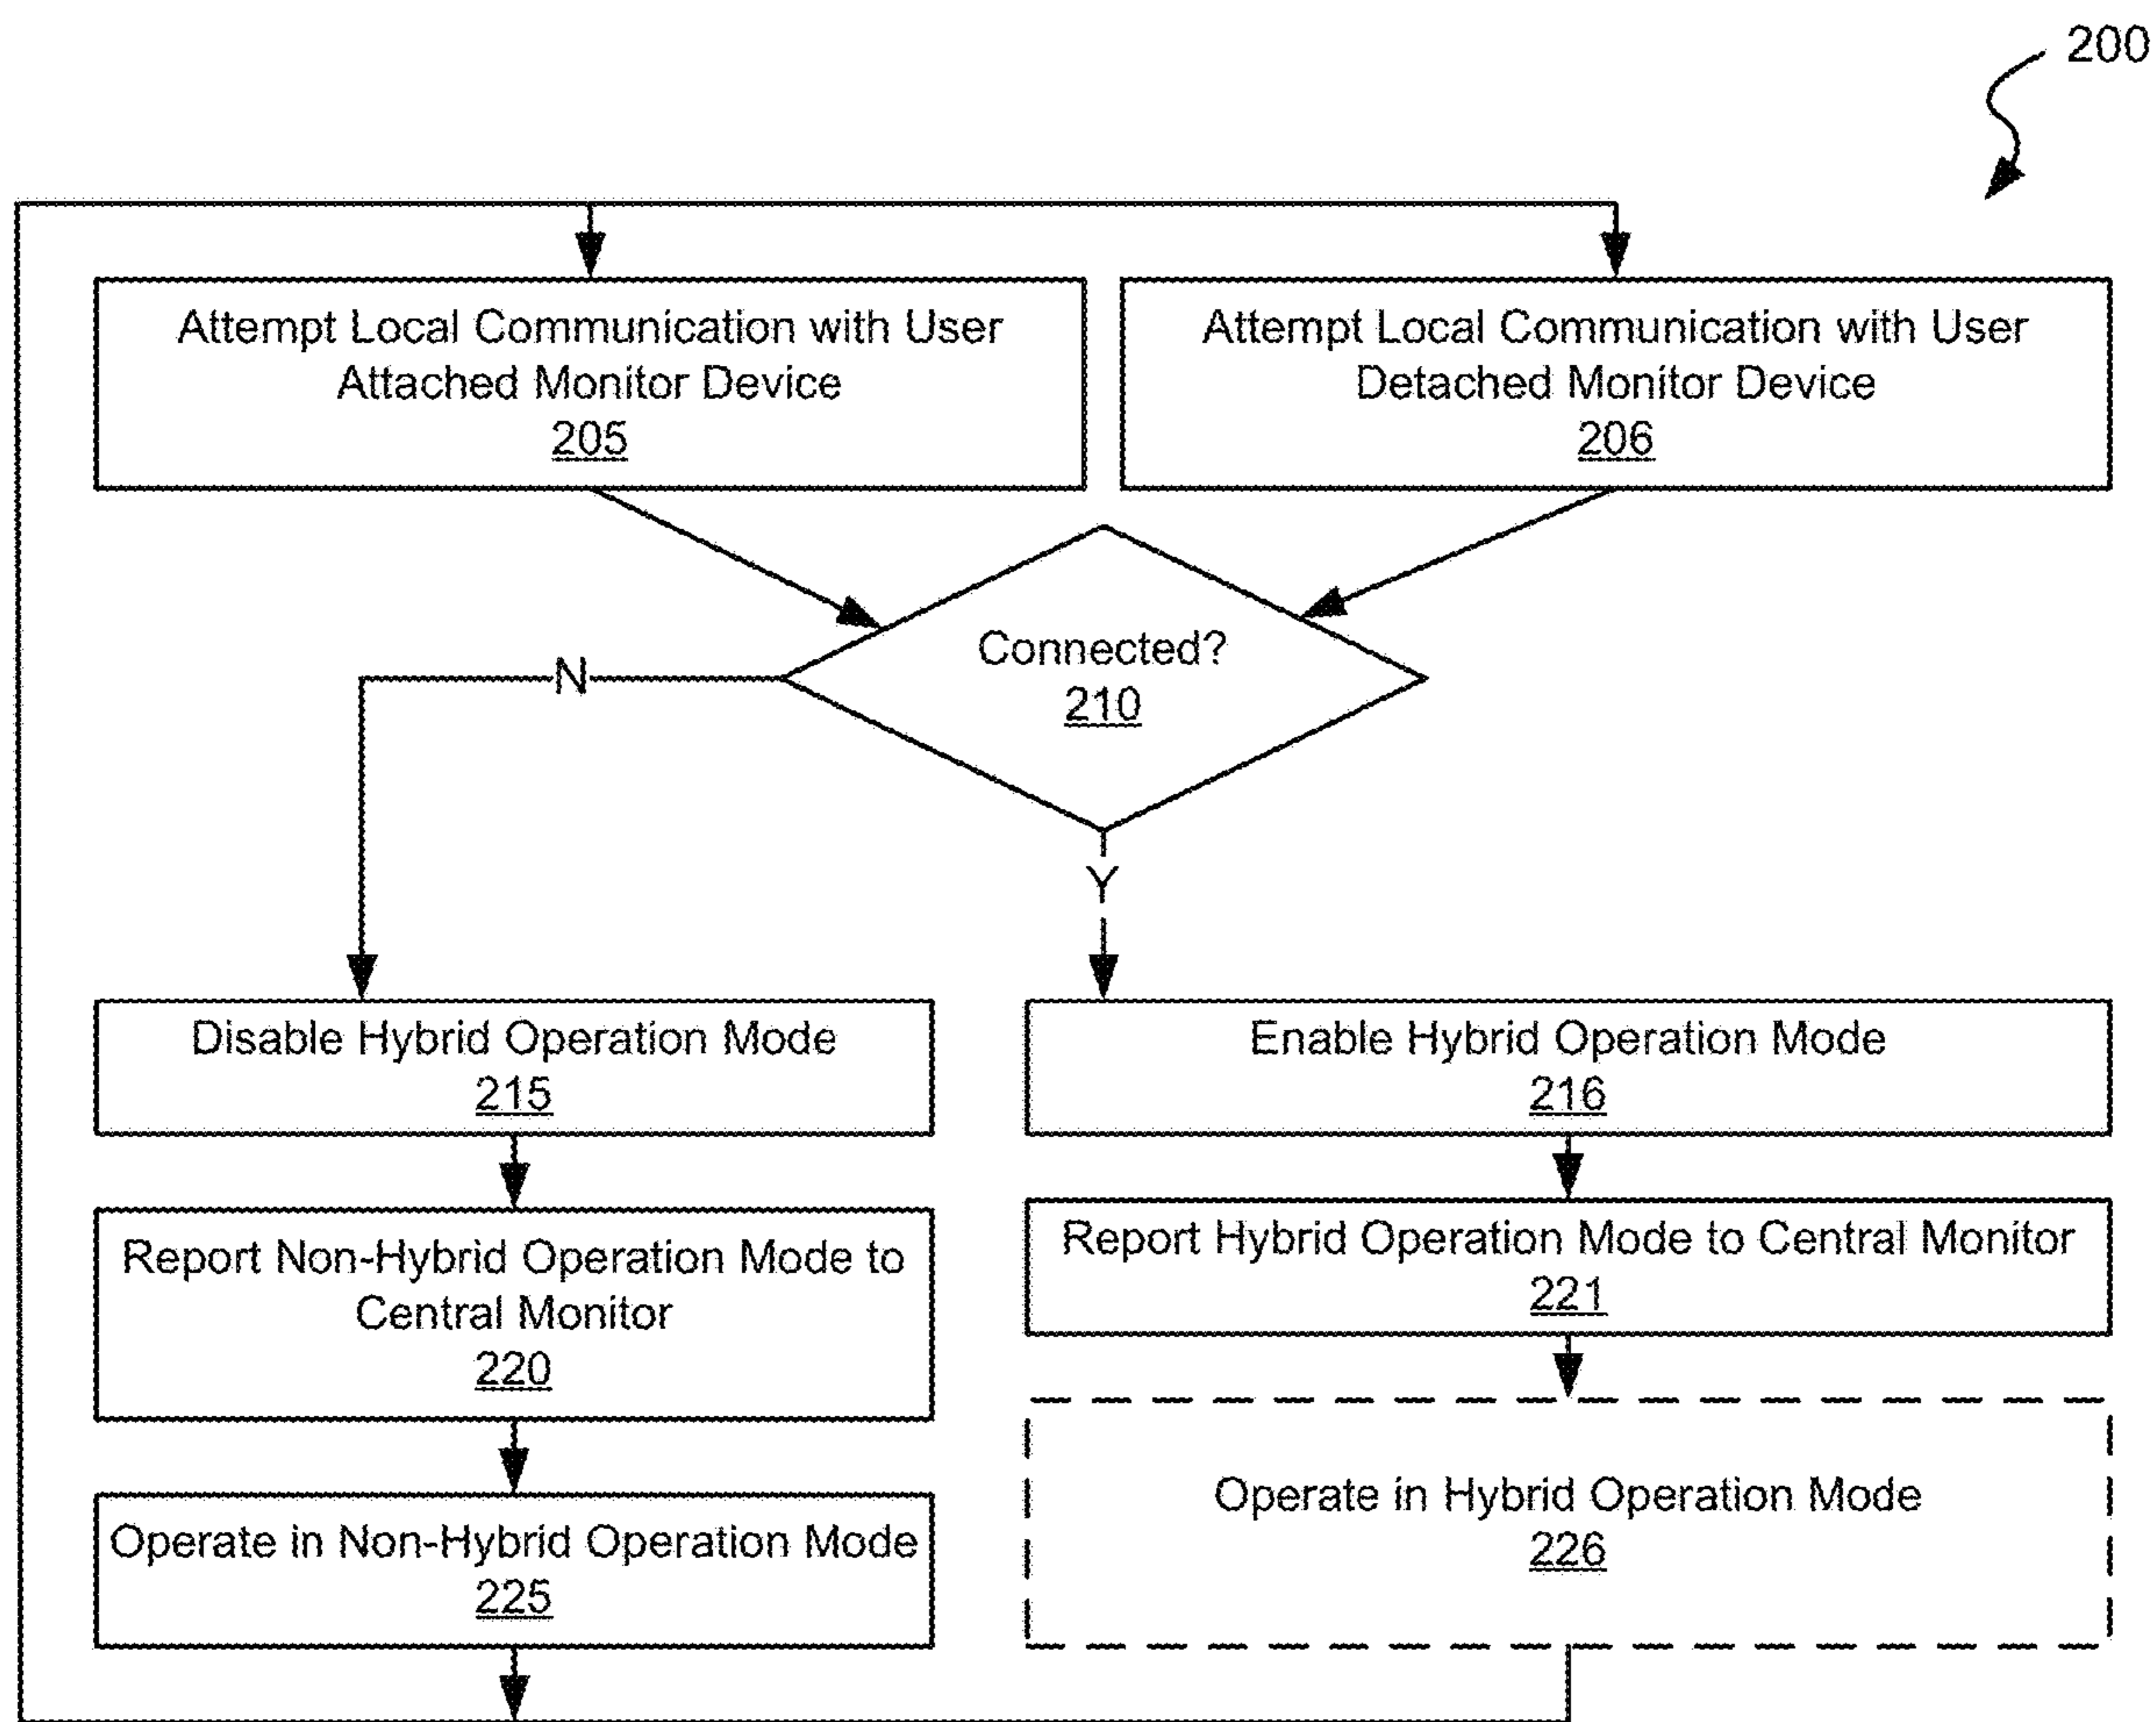 200
Attempt Local Communication with User
Attached Monitor Device
205
Attempt Local Communication with User
Detached Monitor Device
206
Connected?
210
N
Y
Disable Hybrid Operation Mode
215
Enable Hybrid Operation Mode
216
Report Non-Hybrid Operation Mode to
Central Monitor
220
Report Hybrid Operation Mode to Central Monitor
221
Operate in Non-Hybrid Operation Mode
225
Operate in Hybrid Operation Mode
226